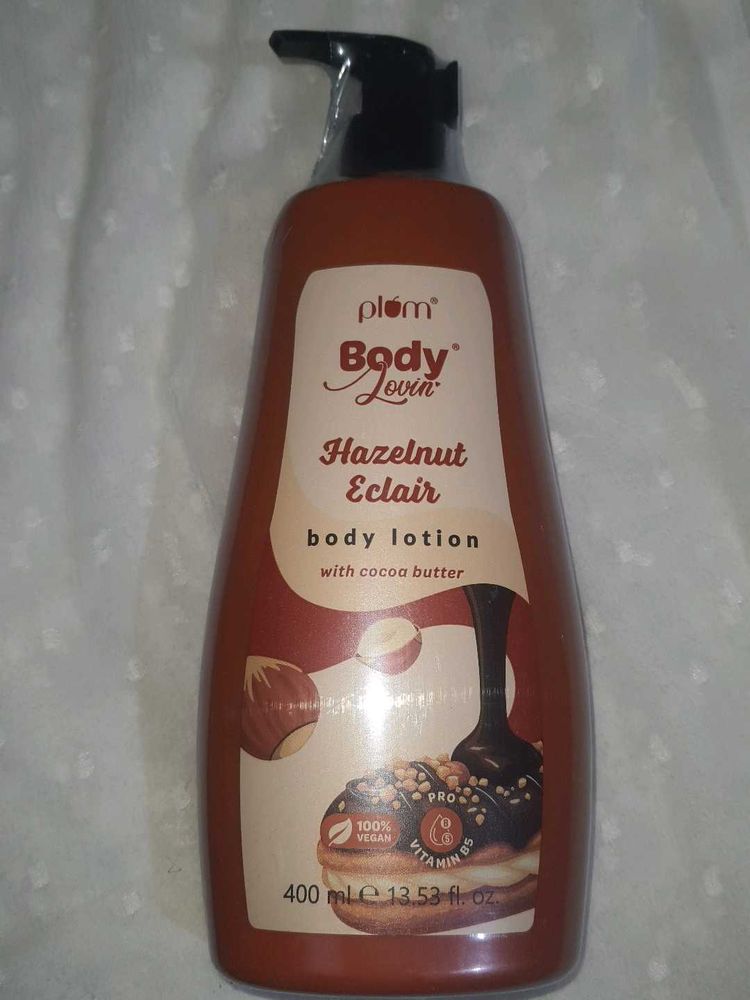 plum®
Body®
Lovin'
Hazelnut
Eclair
body lotion
with cocoa butter
100%
VEGAN
PRO
B
5
VITAMIN B5
400 ml ℮ 13.53 fl. oz.